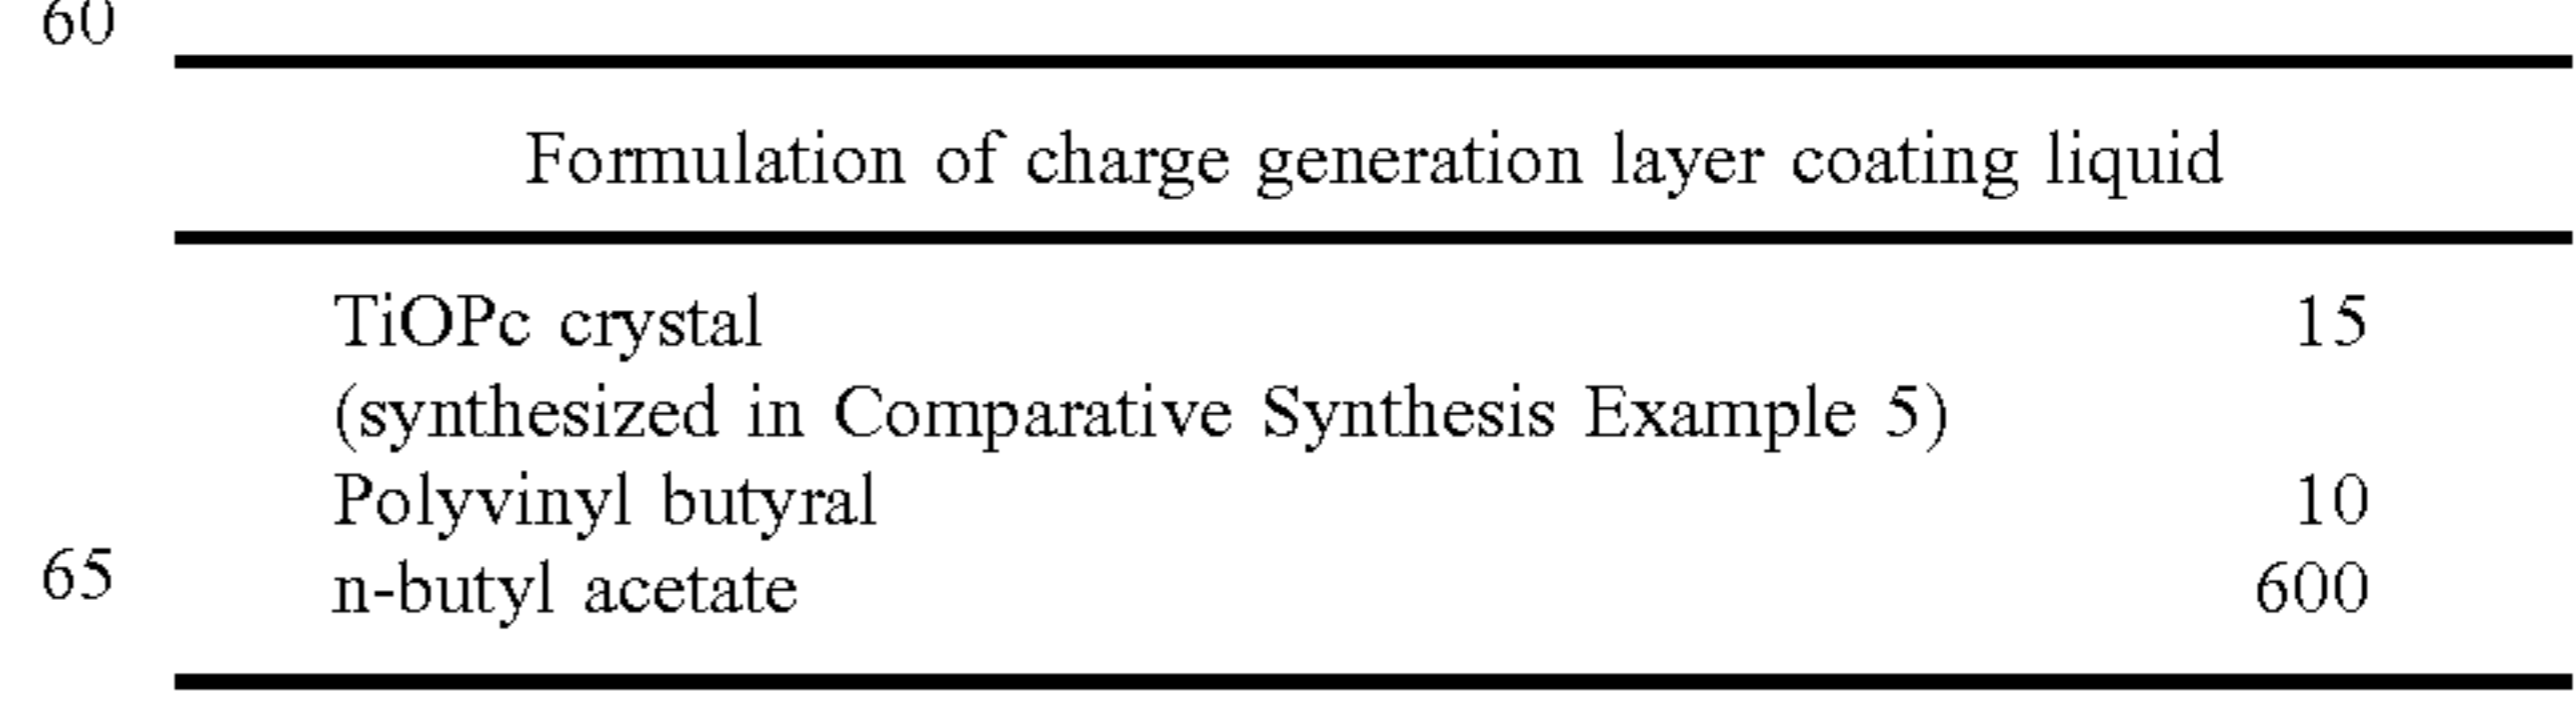 60
Formulation of charge generation layer coating liquid
TiOPc crystal 15
(synthesized in Comparative Synthesis Example 5)
Polyvinyl butyral 10
65 n-butyl acetate 600